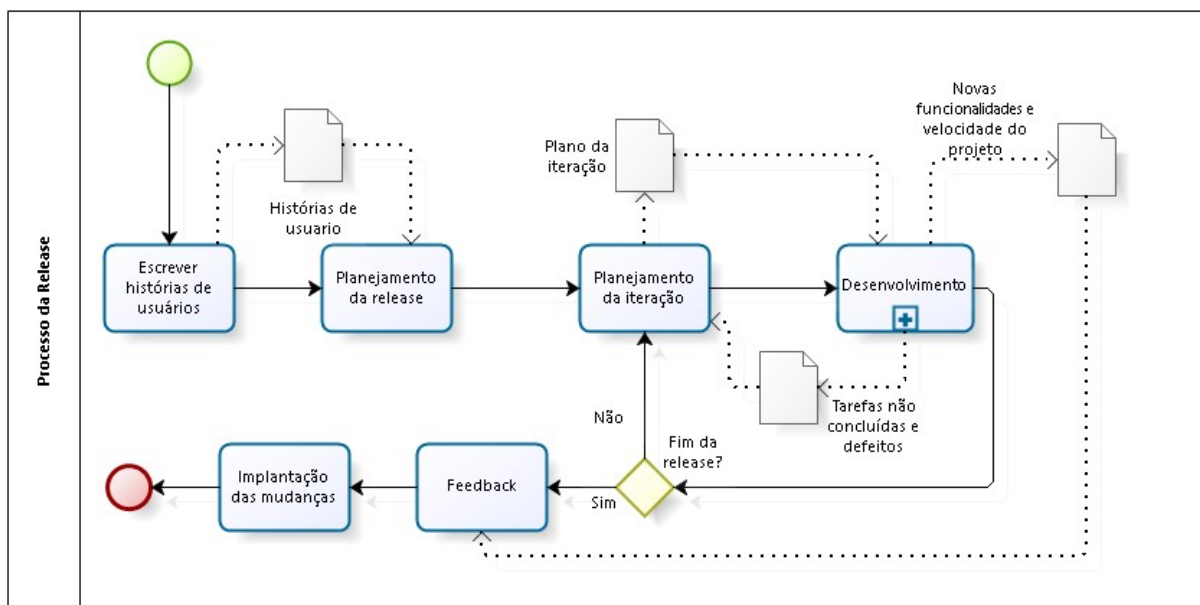 Processo da Release
Escrever
histórias de
usuários
Histórias de
usuario
Planejamento
da release
Plano da
iteração
Planejamento
da iteração
Desenvolvimento
Novas
funcionalidades e
velocidade do
projeto
Tarefas não
concluídas e
defeitos
Não
Fim da
release?
Sim
Feedback
Implantação
das mudanças